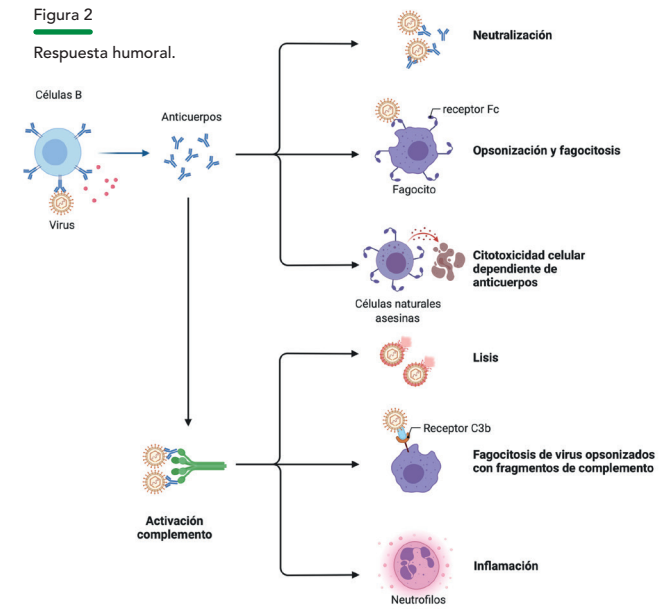 Figura 2
Respuesta humoral.
Células B
Virus
Anticuerpos
Neutralización
receptor Fc
Fagocito
Opsonización y fagocitosis
Células naturales
asesinas
Citotoxicidad celular
dependiente de
anticuerpos
Activación
complemento
Lisis
Receptor C3b
Fagocitosis de virus opsonizados
con fragmentos de complemento
Inflamación
Neutrofilos